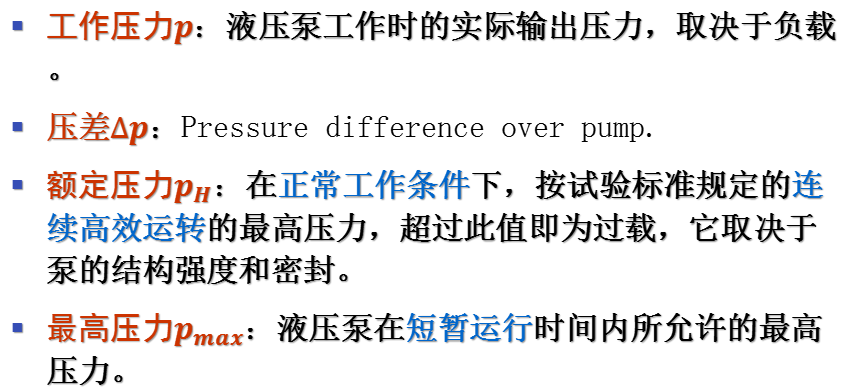 ▪ 工作压力p：液压泵工作时的实际输出压力，取决于负载
。
▪ 压差Δp：Pressure difference over pump.
▪ 额定压力p_H：在正常工作条件下，按试验标准规定的连
续高效运转的最高压力，超过此值即为过载，它取决于
泵的结构强度和密封。
▪ 最高压力p_max：液压泵在短暂运行时间内所允许的最高
压力。